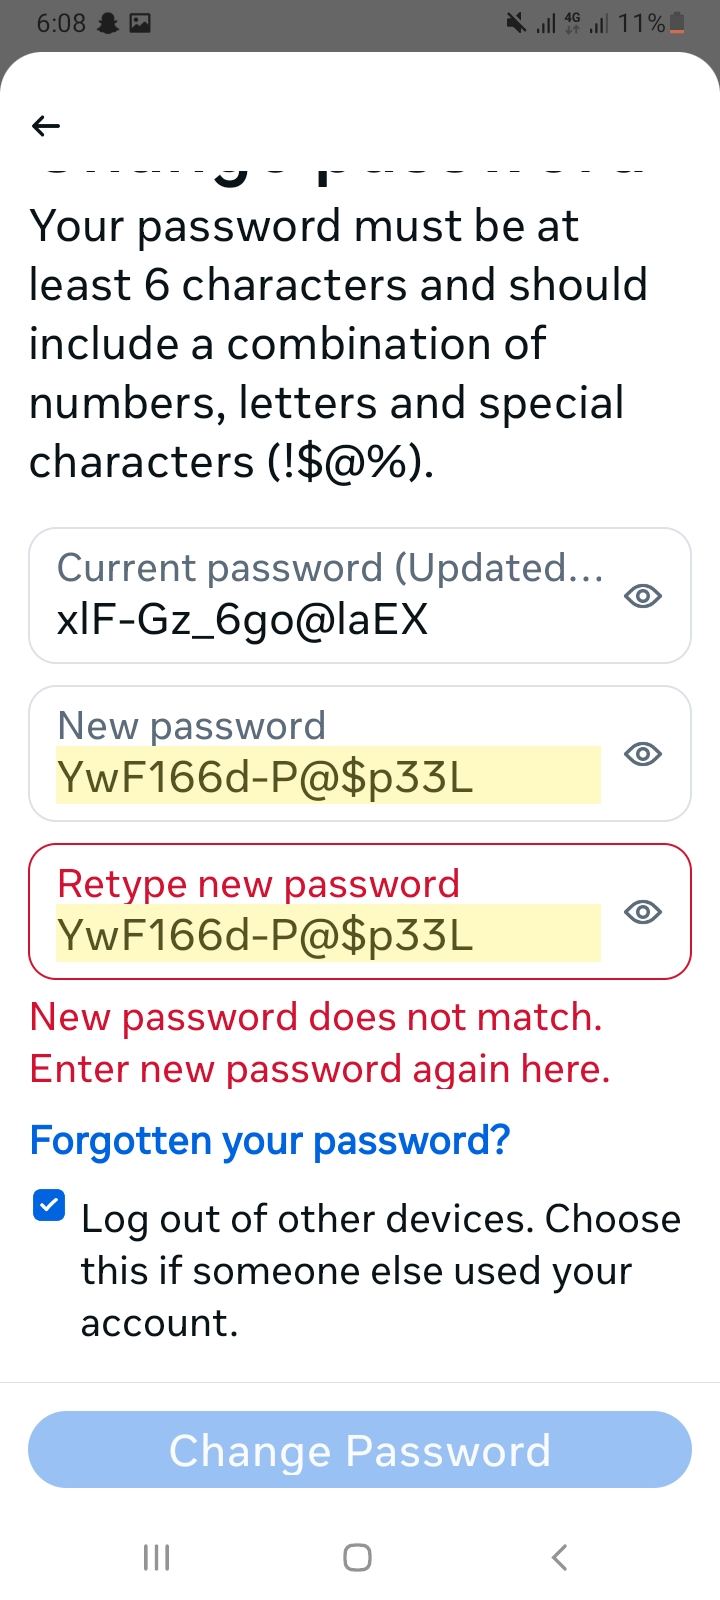 6:08
4G
11%
Change password
Your password must be at
least 6 characters and should
include a combination of
numbers, letters and special
characters (!$@%).
Current password (Updated...
xlF-Gz_6go@laEX
New password
YwF166d-P@$p33L
Retype new password
YwF166d-P@$p33L
New password does not match.
Enter new password again here.
Forgotten your password?
Log out of other devices. Choose
this if someone else used your
account.
Change Password